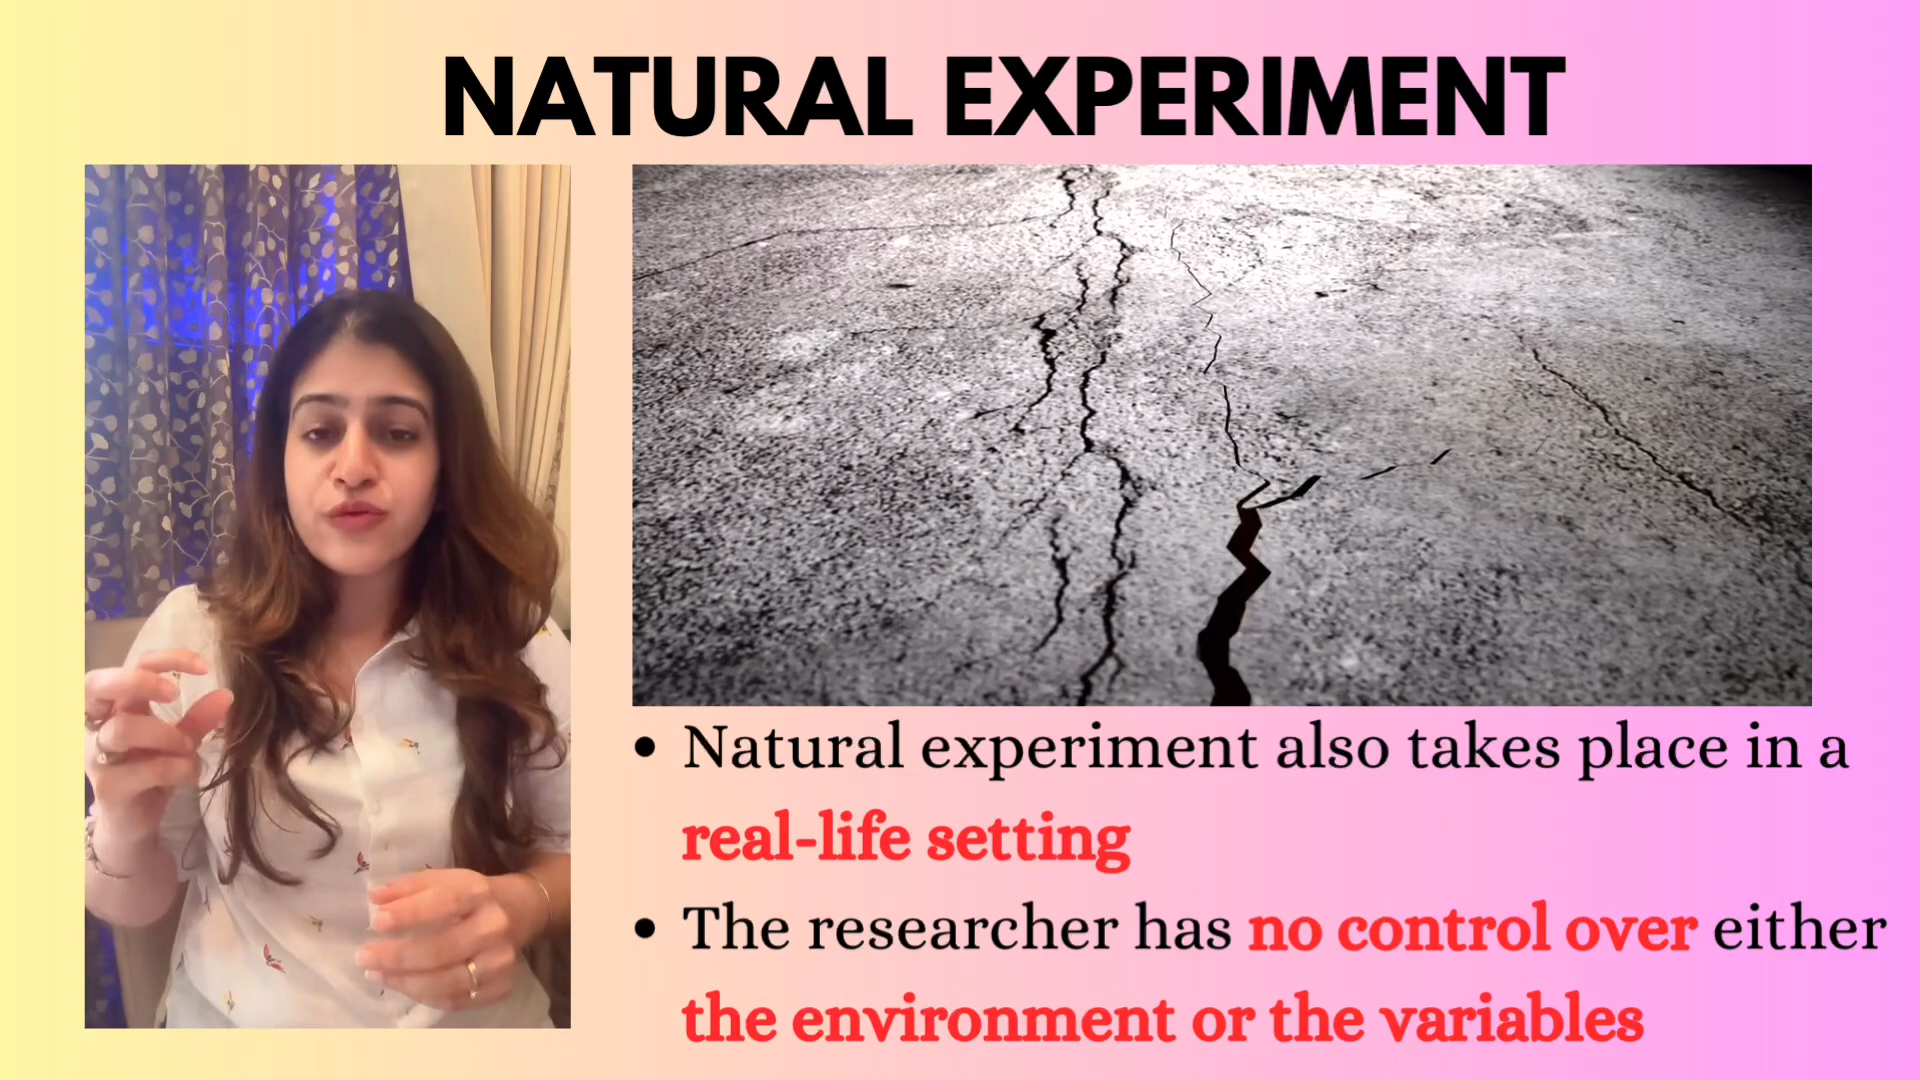 NATURAL EXPERIMENT
• Natural experiment also takes place in a
real-life setting
• The researcher has no control over either
the environment or the variables